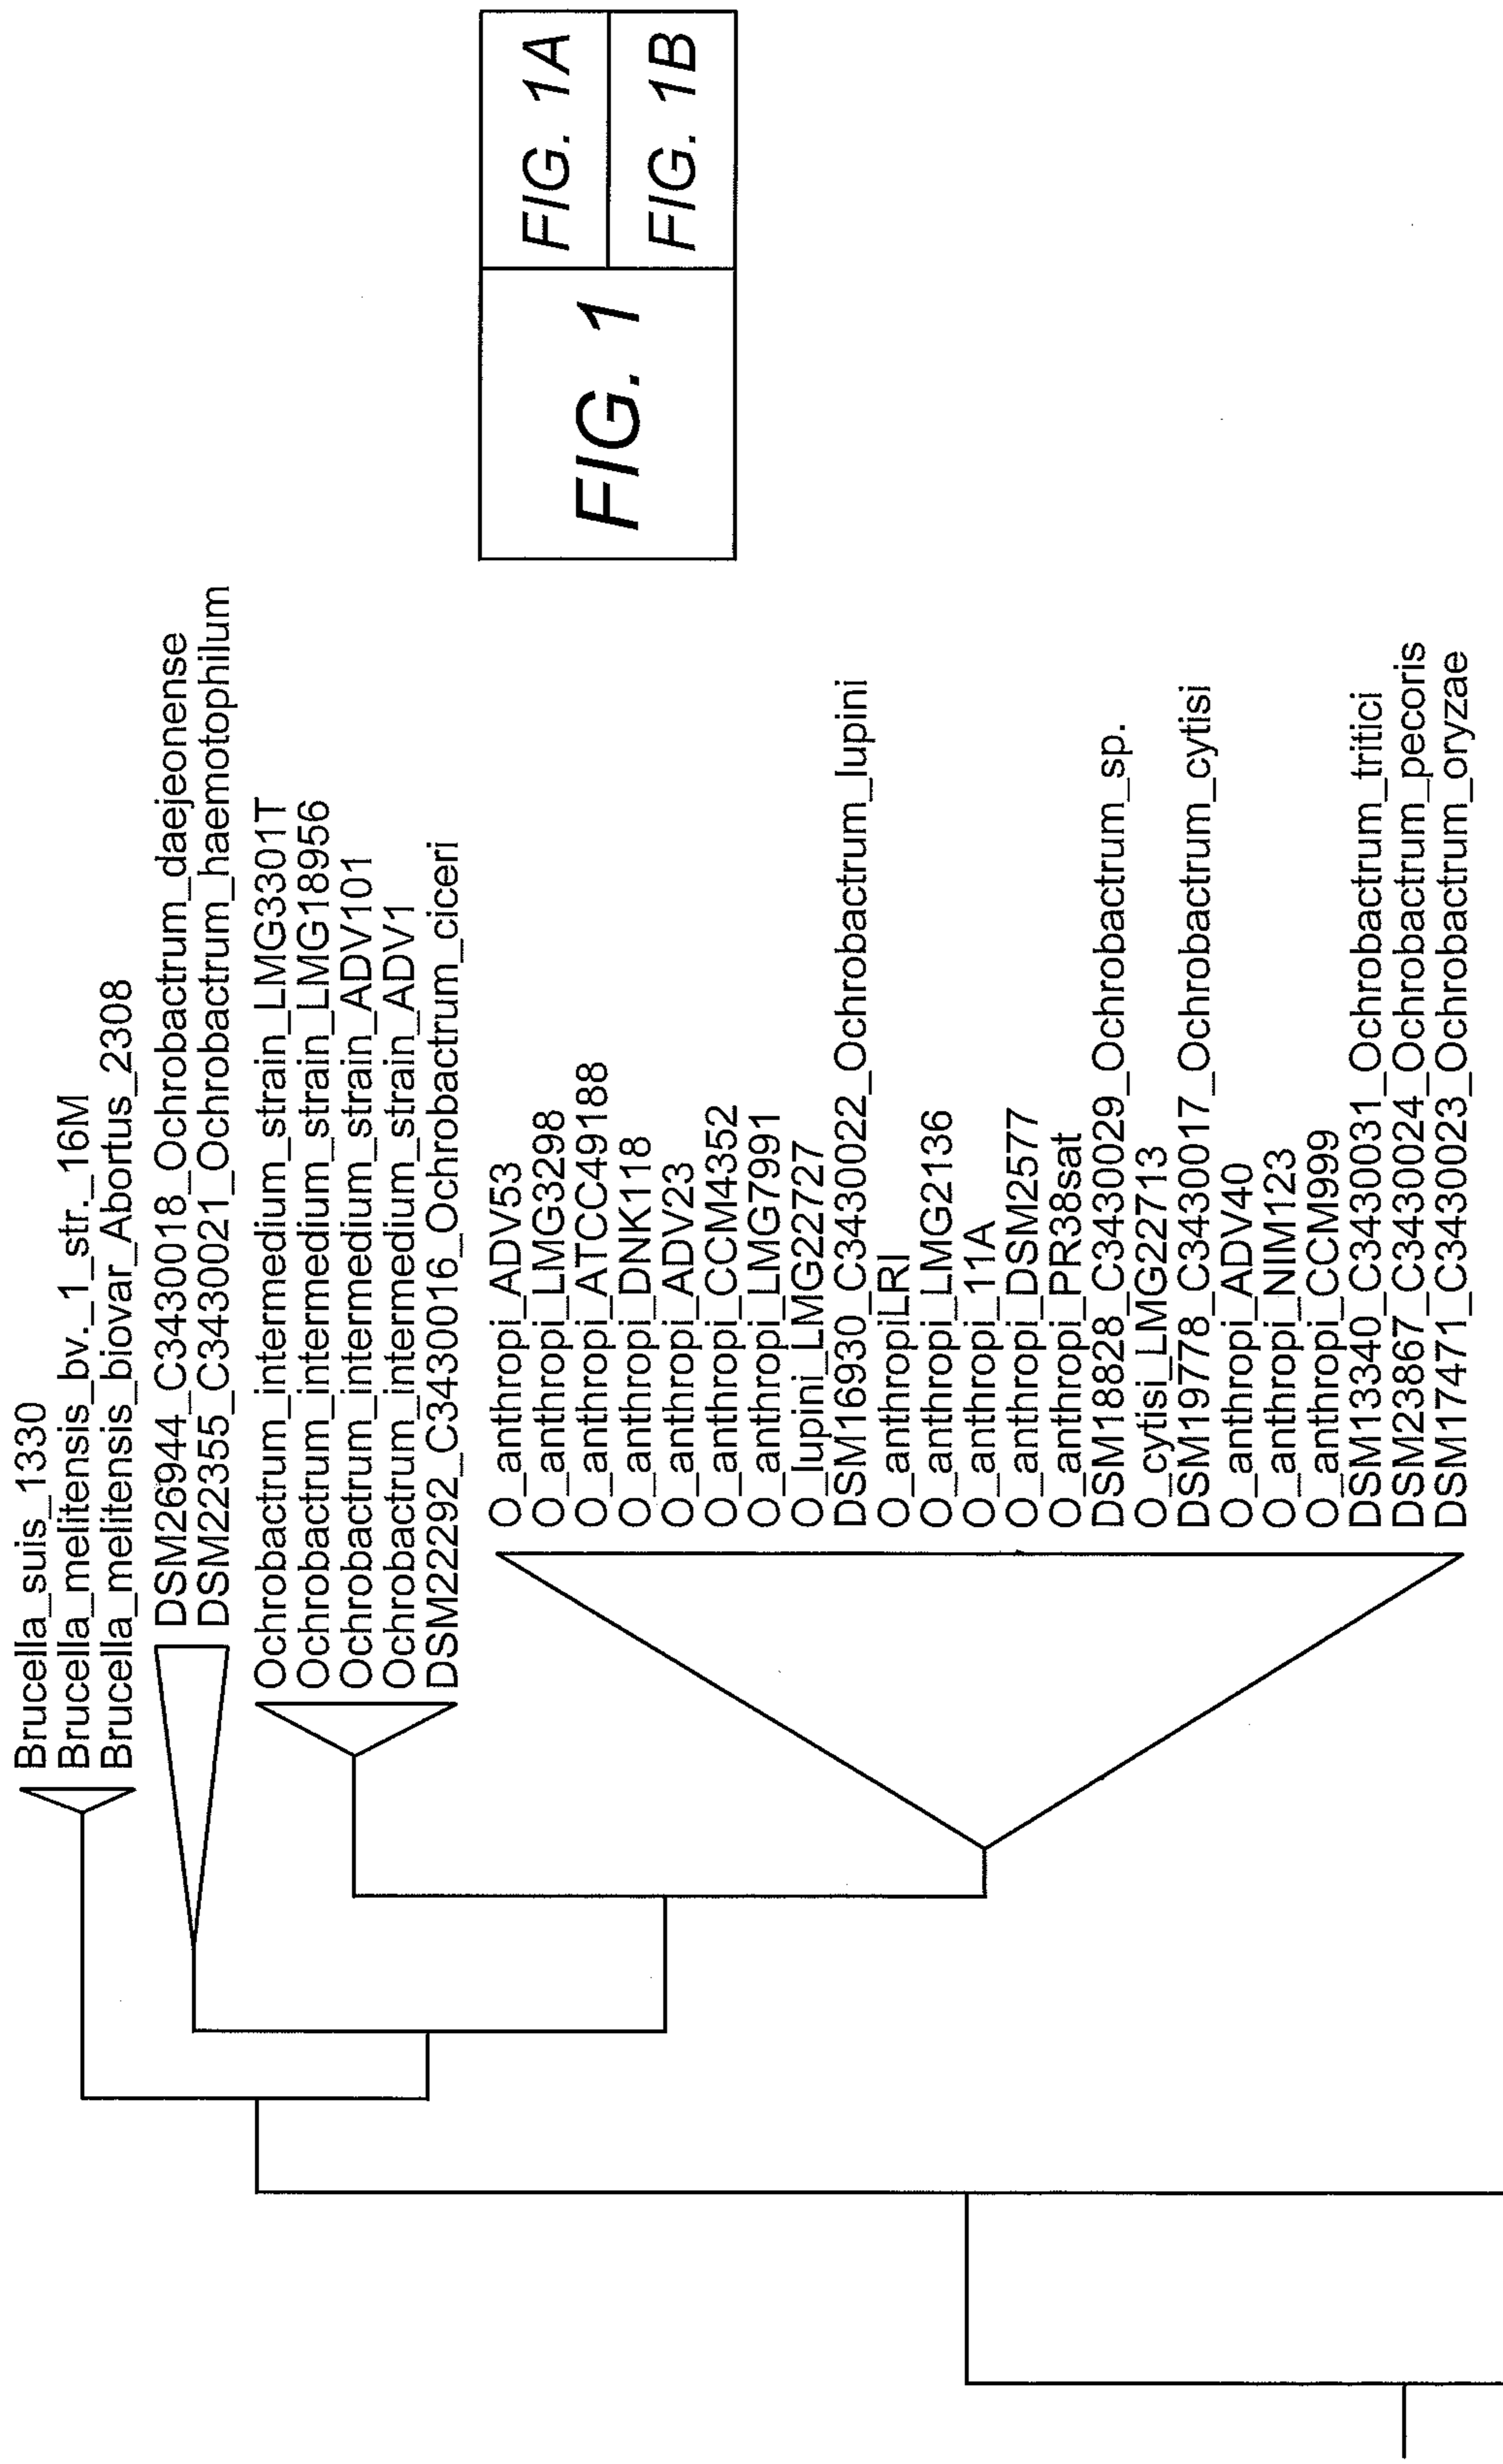 Brucella_suis_1330
Brucella_melitensis_bv._1_str._16M
Brucella_melitensis_biovar_Abortus_2308
DSM26944_C3430018_Ochrobactrum_daejeonense
DSM22355_C3430021_Ochrobactrum_haemotophilum
Ochrobactrum_intermedium_strain_LMG3301T
Ochrobactrum_intermedium_strain_LMG18956
Ochrobactrum_intermedium_strain_ADV101
Ochrobactrum_intermedium_strain_ADV1
DSM22292_C3430016_Ochrobactrum_ciceri
O_anthropi_ADV53
O_anthropi_LMG3298
O_anthropi_ATCC49188
O_anthropi_DNK118
O_anthropi_ADV23
O_anthropi_CCM4352
O_anthropi_LMG7991
O_lupini_LMG22727
DSM16930_C3430022_Ochrobactrum_lupini
O_anthropiLRI
O_anthropi_LMG2136
O_anthropi_11A
O_anthropi_DSM2577
O_anthropi_PR38sat
DSM18828_C3430029_Ochrobactrum_sp.
O_cytisi_LMG22713
DSM19778_C3430017_Ochrobactrum_cytisi
O_anthropi_ADV40
O_anthropi_NIM123
O_anthropi_CCM999
DSM13340_C3430031_Ochrobactrum_tritici
DSM23867_C3430024_Ochrobactrum_pecoris
DSM17471_C3430023_Ochrobactrum_oryzae
FIG. 1
FIG. 1A
FIG. 1B